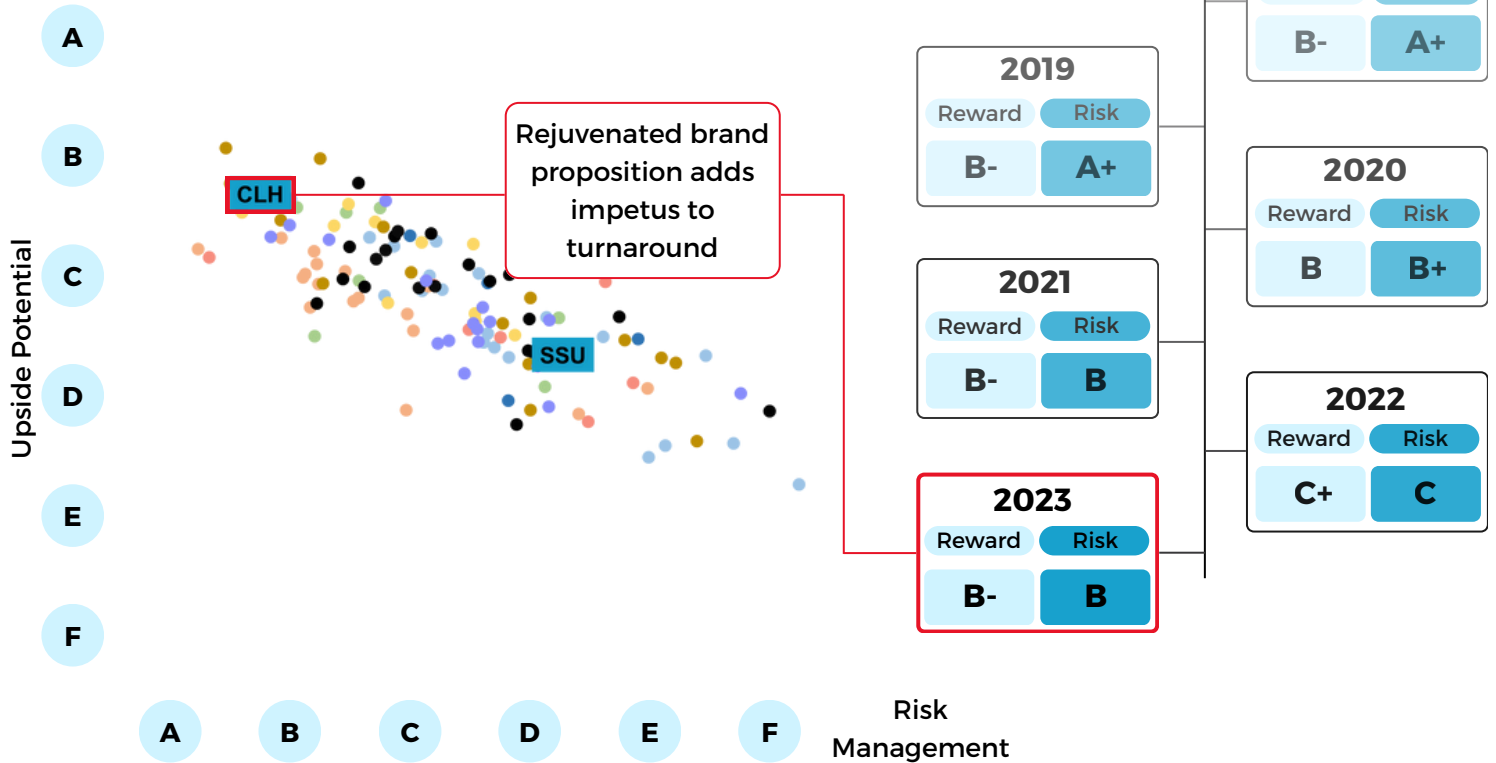 A
B
C
D
E
F
Upside Potential
CLH
SSU
Rejuvenated brand
proposition adds
impetus to
turnaround
A
B
C
D
E
F
Risk
Management
B-
A+
2019
Reward
Risk
B-
A+
2020
Reward
Risk
B
B+
2021
Reward
Risk
B-
B
2022
Reward
Risk
C+
C
2023
Reward
Risk
B-
B